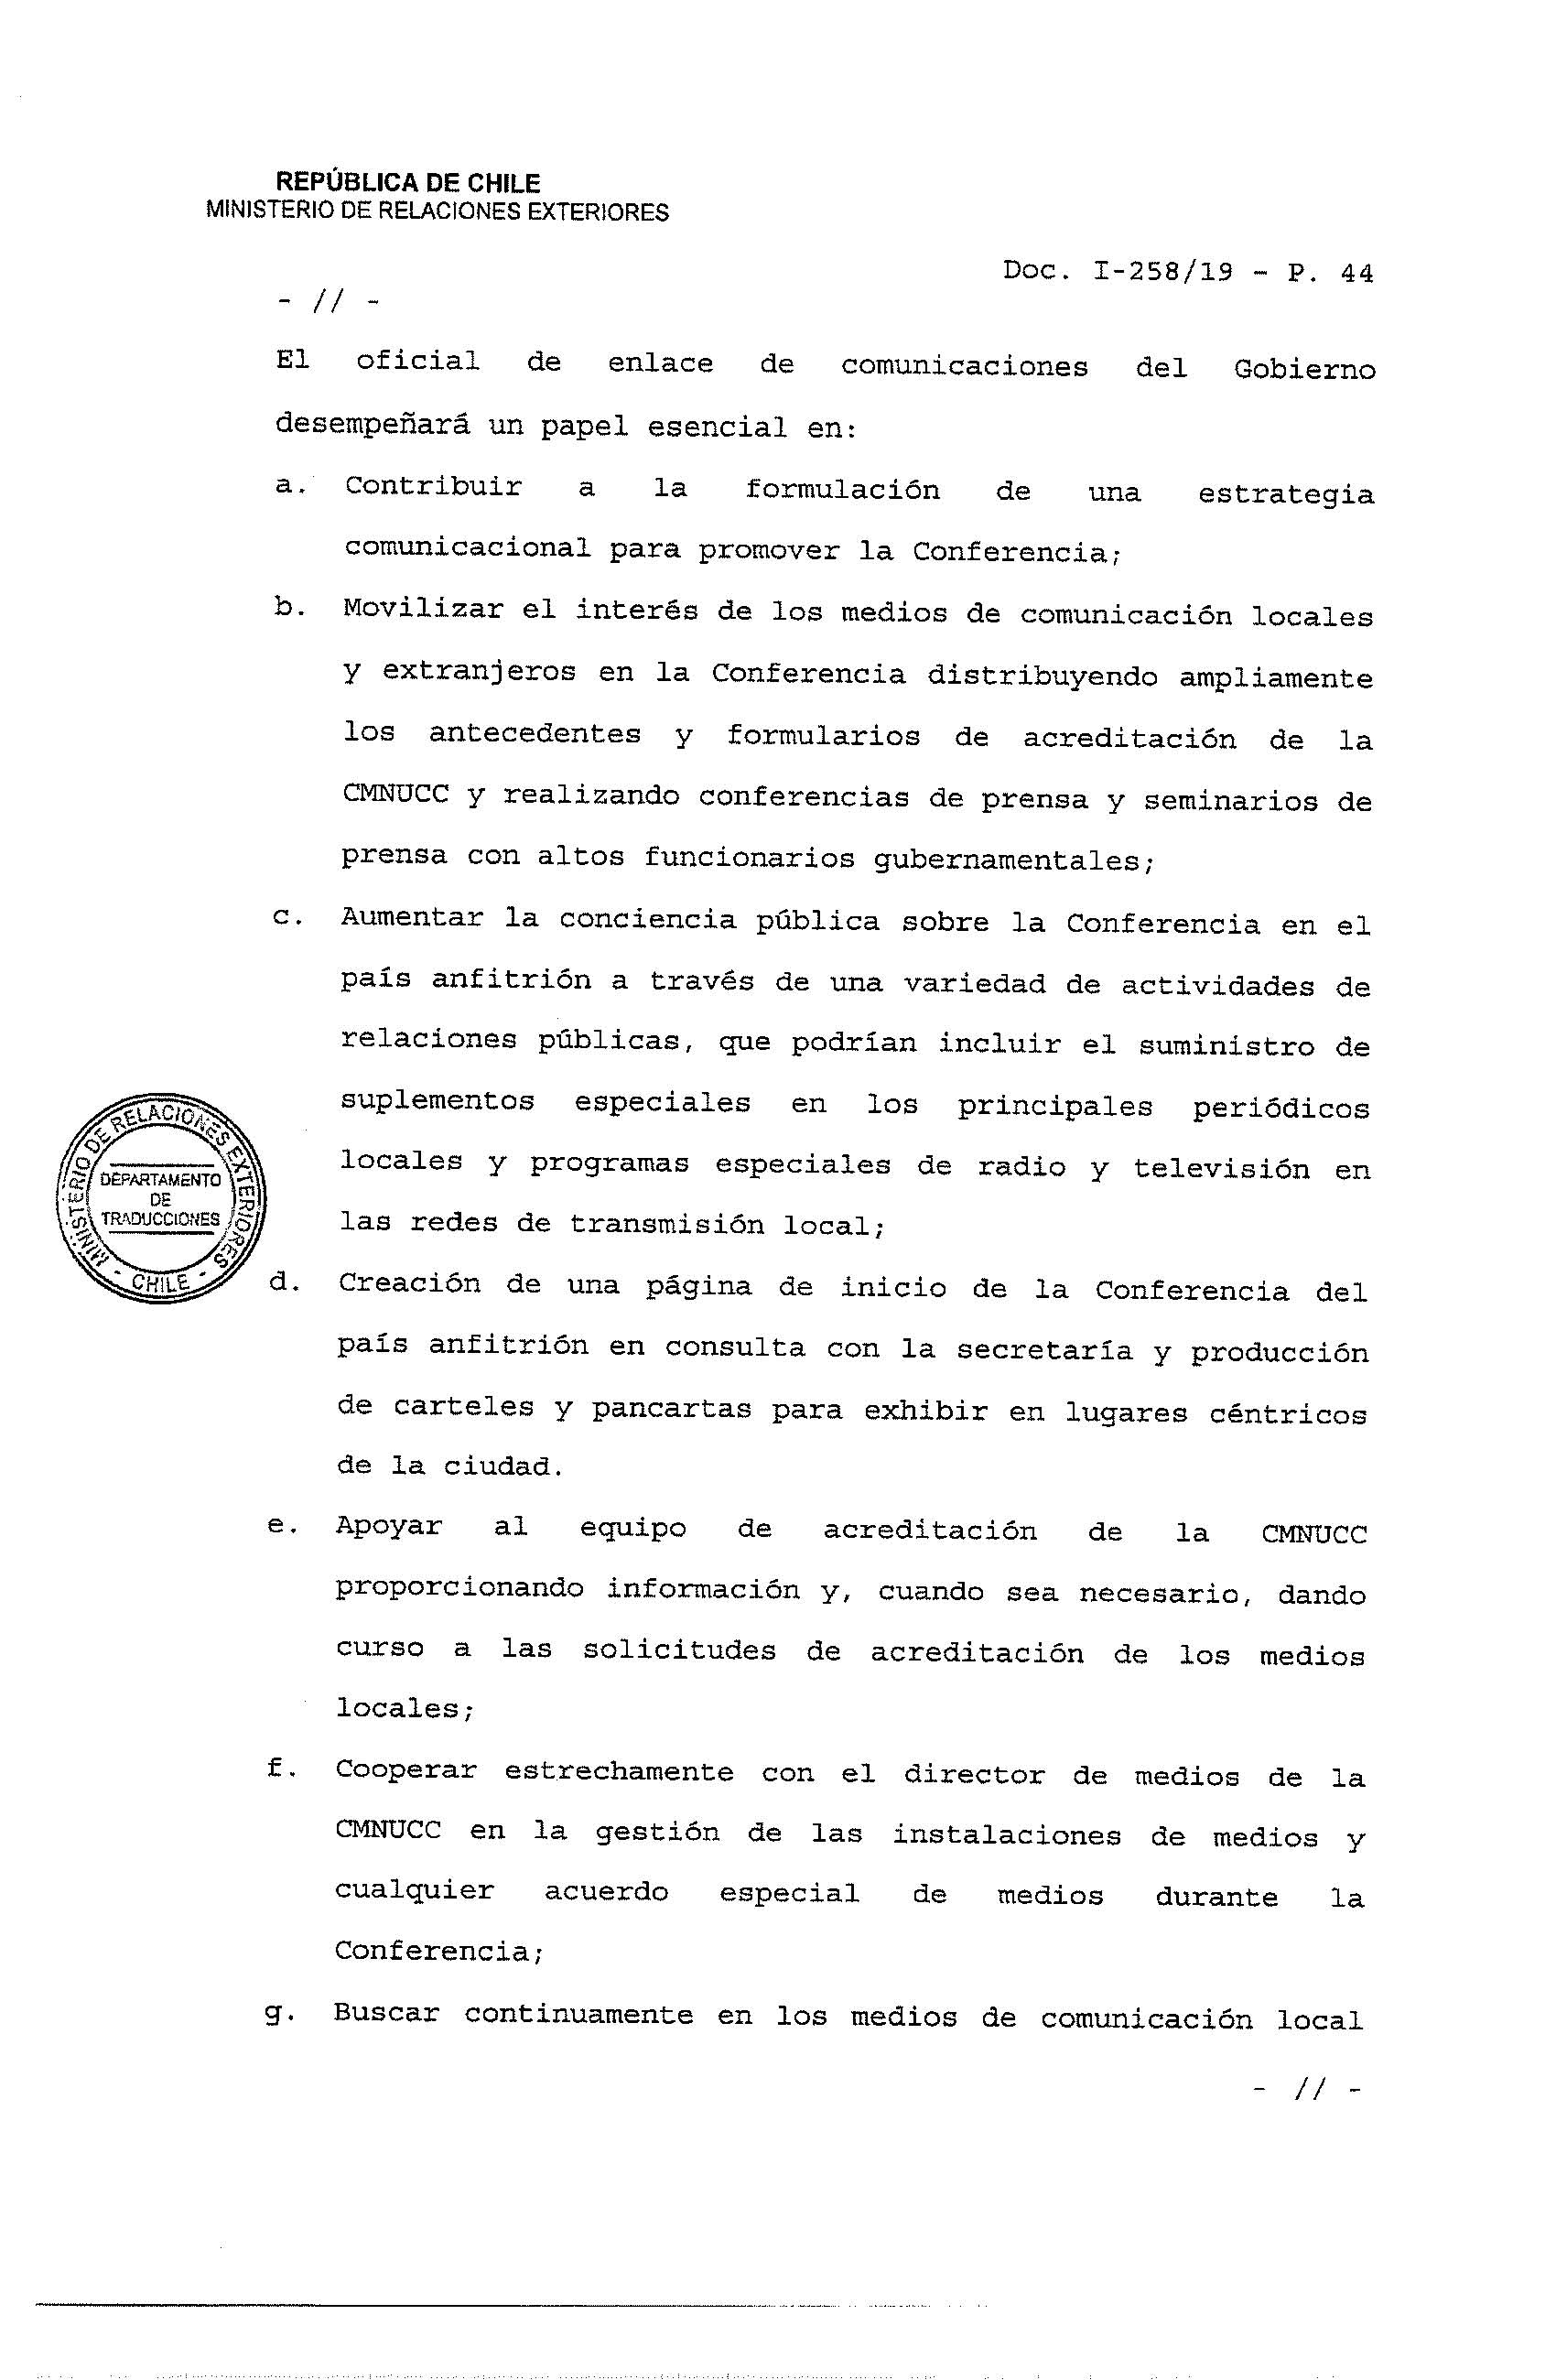 REPÚBLICA DE CHILE
MINISTERIO DE RELACIONES EXTERIORES
Doc. I-258/19 - P. 44
- // -
El oficial de enlace de comunicaciones del Gobierno
desempeñará un papel esencial en:
a. Contribuir a la formulación de una estrategia
comunicacional para promover la Conferencia;
b. Movilizar el interés de los medios de comunicación locales
y extranjeros en la Conferencia distribuyendo ampliamente
los antecedentes y formularios de acreditación de la
CMNUCC y realizando conferencias de prensa y seminarios de
prensa con altos funcionarios gubernamentales;
c. Aumentar la conciencia pública sobre la Conferencia en el
país anfitrión a través de una variedad de actividades de
relaciones públicas, que podrían incluir el suministro de
suplementos especiales en los principales periódicos
locales y programas especiales de radio y televisión en
las redes de transmisión local;
MINISTERIO DE RELACIONES EXTERIORES
DEPARTAMENTO
DE
TRADUCCIONES
- CHILE -
d. Creación de una página de inicio de la Conferencia del
país anfitrión en consulta con la secretaría y producción
de carteles y pancartas para exhibir en lugares céntricos
de la ciudad.
e. Apoyar al equipo de acreditación de la CMNUCC
proporcionando información y, cuando sea necesario, dando
curso a las solicitudes de acreditación de los medios
locales;
f. Cooperar estrechamente con el director de medios de la
CMNUCC en la gestión de las instalaciones de medios y
cualquier acuerdo especial de medios durante la
Conferencia;
g. Buscar continuamente en los medios de comunicación local
- // -